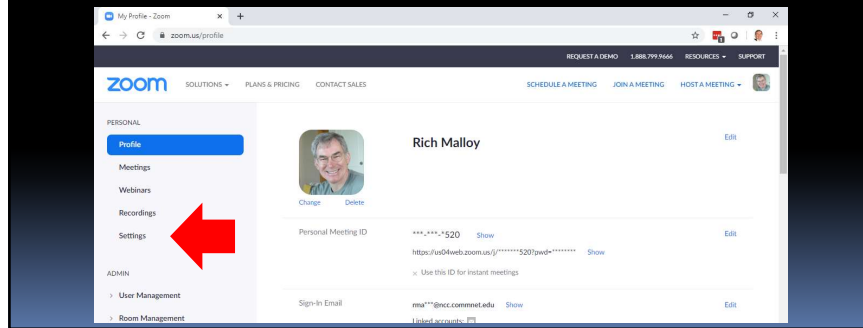 My Profile - Zoom
zoom.us/profile
REQUEST A DEMO 1.888.799.9666 RESOURCES SUPPORT
zoom SOLUTIONS PLANS & PRICING CONTACT SALES SCHEDULE A MEETING JOIN A MEETING HOST A MEETING
PERSONAL
Profile
Meetings
Webinars
Recordings
Settings
ADMIN
User Management
Room Management
Rich Malloy Edit
Change Delete
Personal Meeting ID ***-***-*520 Show Edit
https://us04web.zoom.us/j/*******520?pwd=******** Show
× Use this ID for instant meetings
Sign-In Email rma***@ncc.commnet.edu Show Edit
Linked accounts: